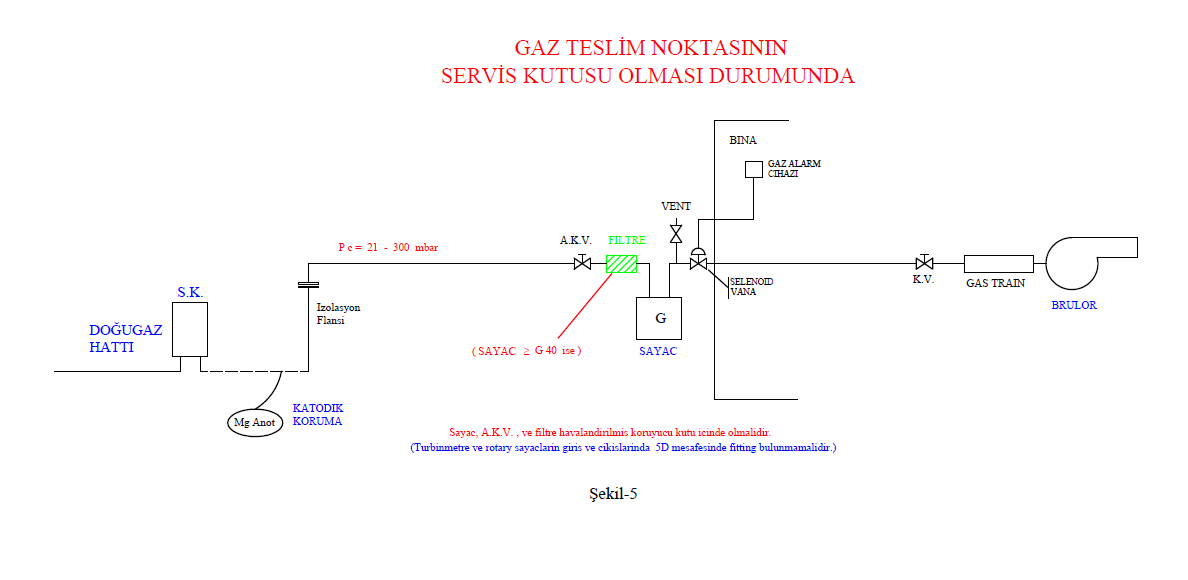 GAZ TESLİM NOKTASININ
SERVİS KUTUSU OLMASI DURUMUNDA
BINA
GAZ ALARM
CIHAZI
VENT
A.K.V.
FILTRE
P c = 21 - 300 mbar
SELENOID
VANA
K.V.
GAS TRAIN
BRULOR
S.K.
Izolasyon
Flansi
G
DOĞUGAZ
HATTI
( SAYAC ≥ G 40 ise )
SAYAC
KATODIK
KORUMA
Mg Anot
Sayac, A.K.V. , ve filtre havalandirilmis koruyucu kutu icinde olmalidir.
(Turbinmetre ve rotary sayaclarin giris ve cikislarinda 5D mesafesinde fitting bulunmamalidir.)
Şekil-5